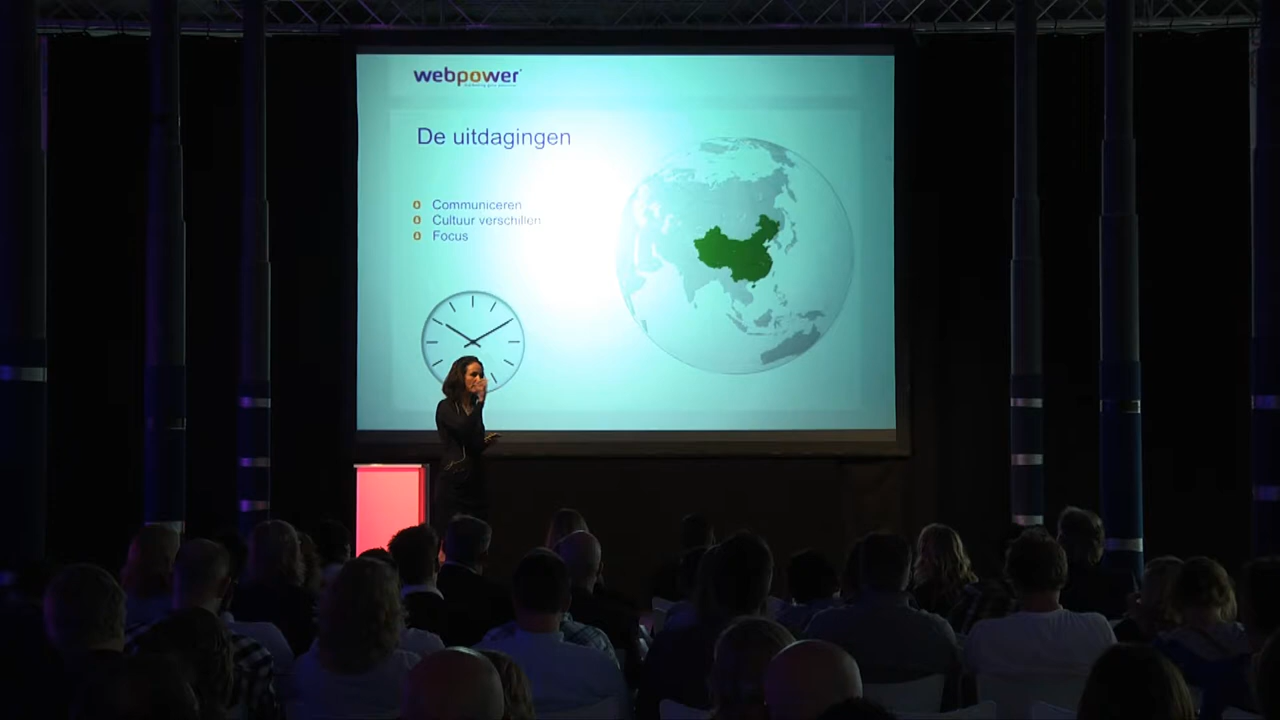 webpower
De uitdagingen
o Communiceren
o Cultuur verschillen
o Focus